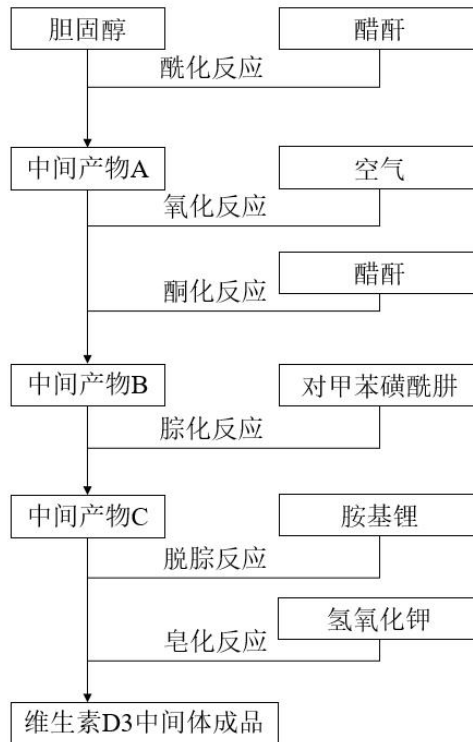 胆固醇
醋酐
酰化反应
中间产物A
空气
氧化反应
醋酐
酮化反应
中间产物B
对甲苯磺酰肼
腙化反应
中间产物C
胺基锂
脱腙反应
氢氧化钾
皂化反应
维生素D3中间体成品